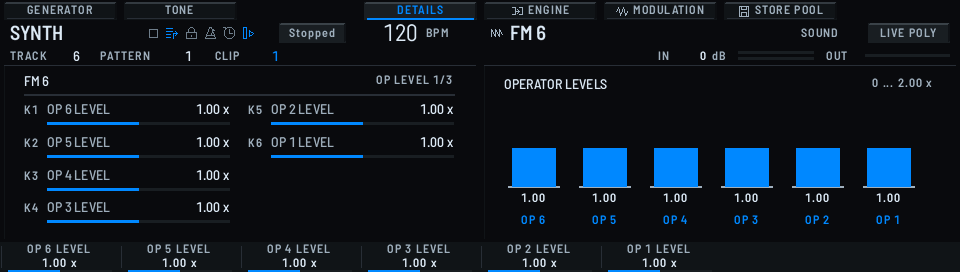 GENERATOR TONE DETAILS ENGINE MODULATION STORE POOL
SYNTH Stopped 120 BPM FM 6 SOUND LIVE POLY
TRACK 6 PATTERN 1 CLIP 1 IN 0 dB OUT
FM 6 OP LEVEL 1/3
K1 OP 6 LEVEL 1.00 x K5 OP 2 LEVEL 1.00 x
K2 OP 5 LEVEL 1.00 x K6 OP 1 LEVEL 1.00 x
K3 OP 4 LEVEL 1.00 x
K4 OP 3 LEVEL 1.00 x
OPERATOR LEVELS 0 ... 2.00 x
1.00 1.00 1.00 1.00 1.00 1.00
OP 6 OP 5 OP 4 OP 3 OP 2 OP 1
OP 6 LEVEL OP 5 LEVEL OP 4 LEVEL OP 3 LEVEL OP 2 LEVEL OP 1 LEVEL
1.00 x 1.00 x 1.00 x 1.00 x 1.00 x 1.00 x